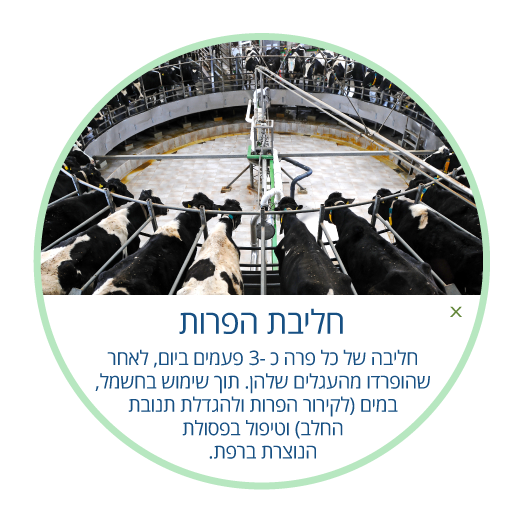 חליבת הפרות
חליבה של כל פרה כ -3 פעמים ביום, לאחר
שהופרדו מהעגלים שלהן. תוך שימוש בחשמל,
במים (לקירור הפרות ולהגדלת תנובת
החלב) וטיפול בפסולת
הנוצרת ברפת.